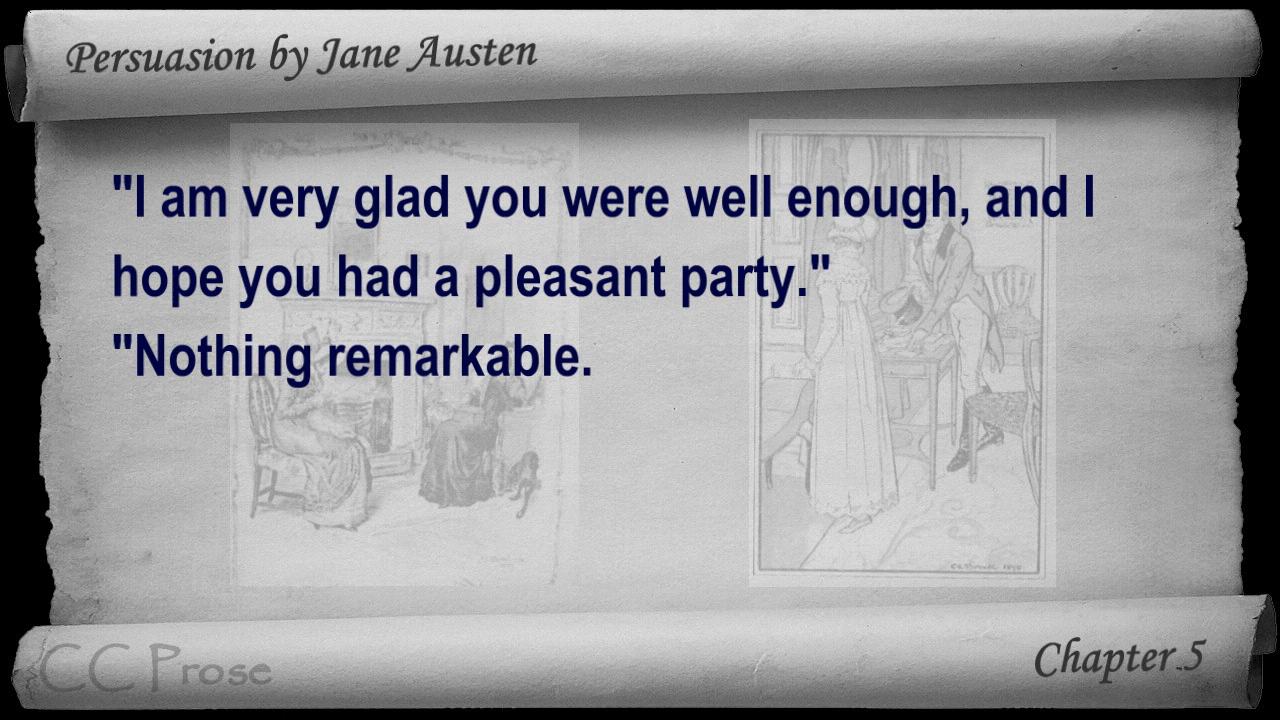 Persuasion by Jane Austen
"I am very glad you were well enough, and I
hope you had a pleasant party."
"Nothing remarkable.
CC Prose
Chapter 5